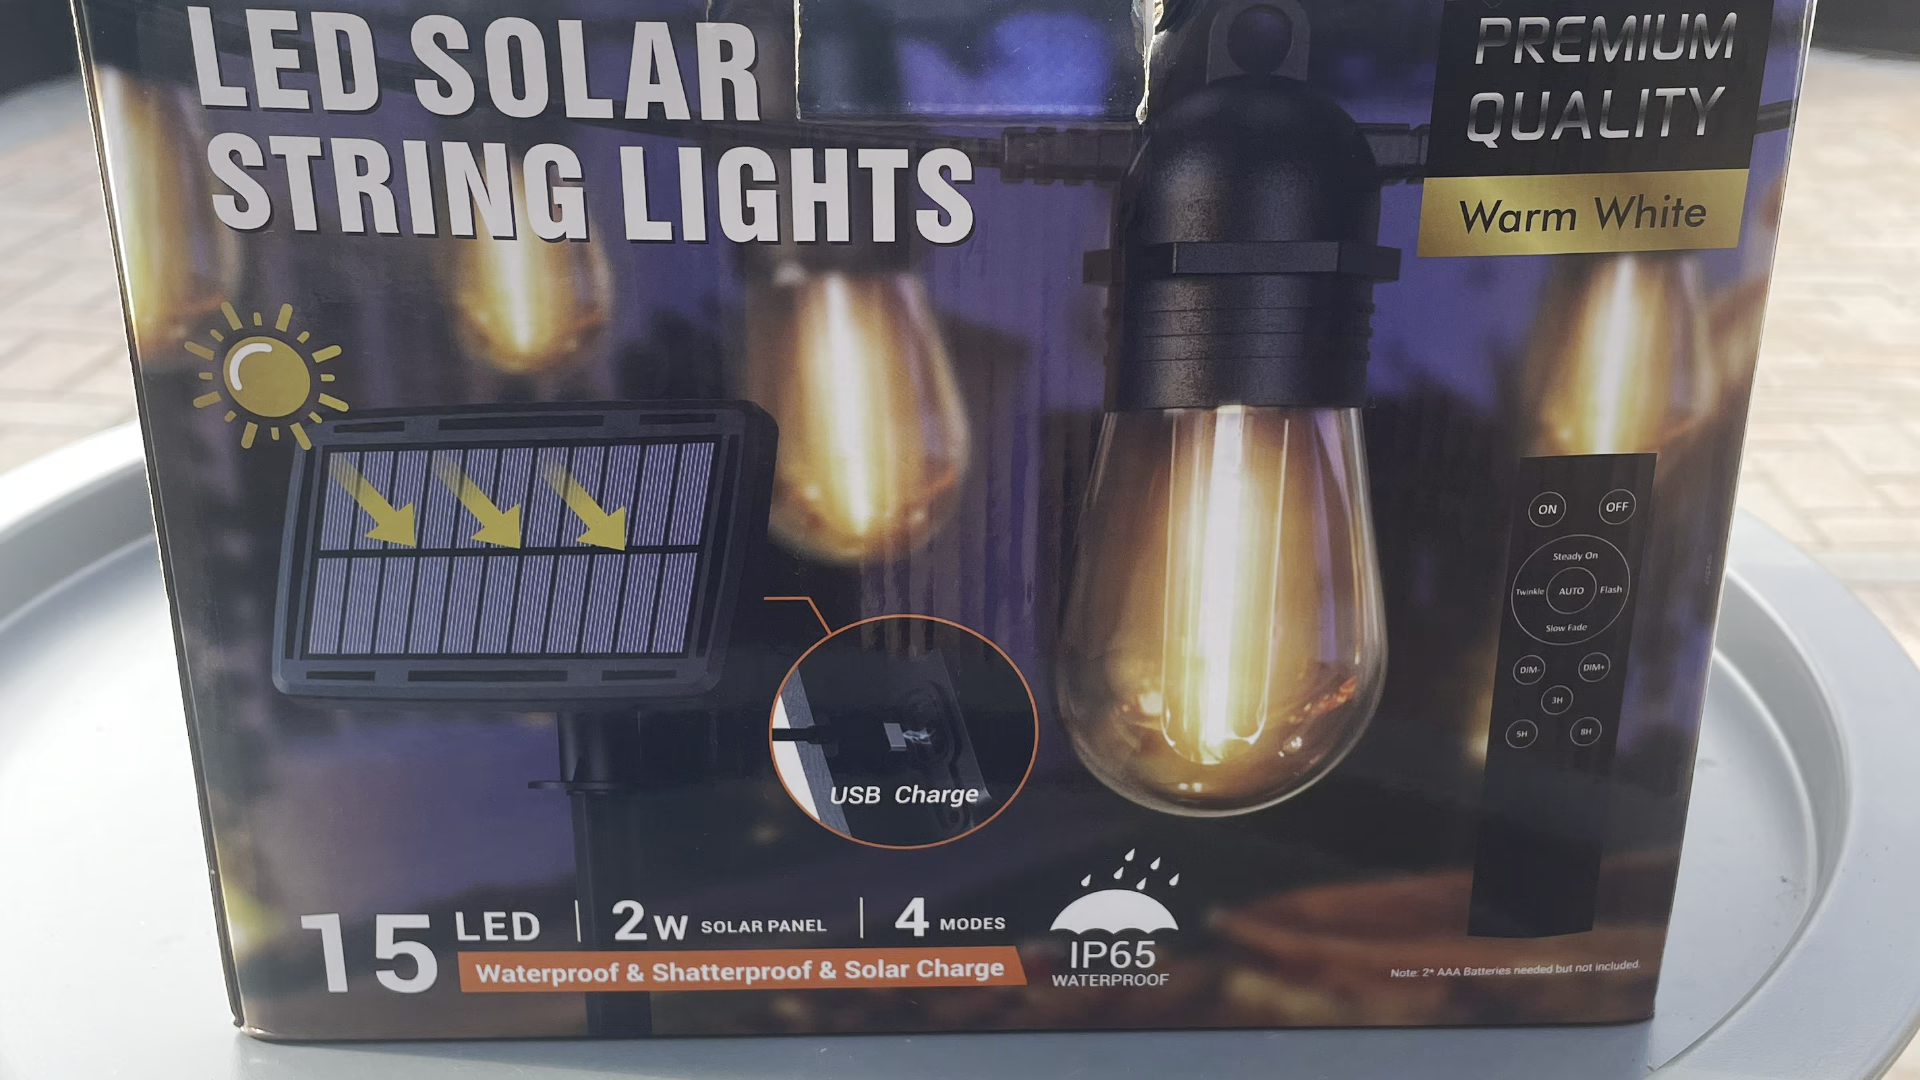 LED SOLAR
STRING LIGHTS
PREMIUM
QUALITY
Warm White
ON
OFF
Steady On
Twinkle
AUTO
Flash
Slow Fade
DIM-
DIM+
3H
5H
8H
USB Charge
15 LED
2W SOLAR PANEL
4 MODES
Waterproof & Shatterproof & Solar Charge
IP65
WATERPROOF
Note: 2* AAA Batteries needed but not included.